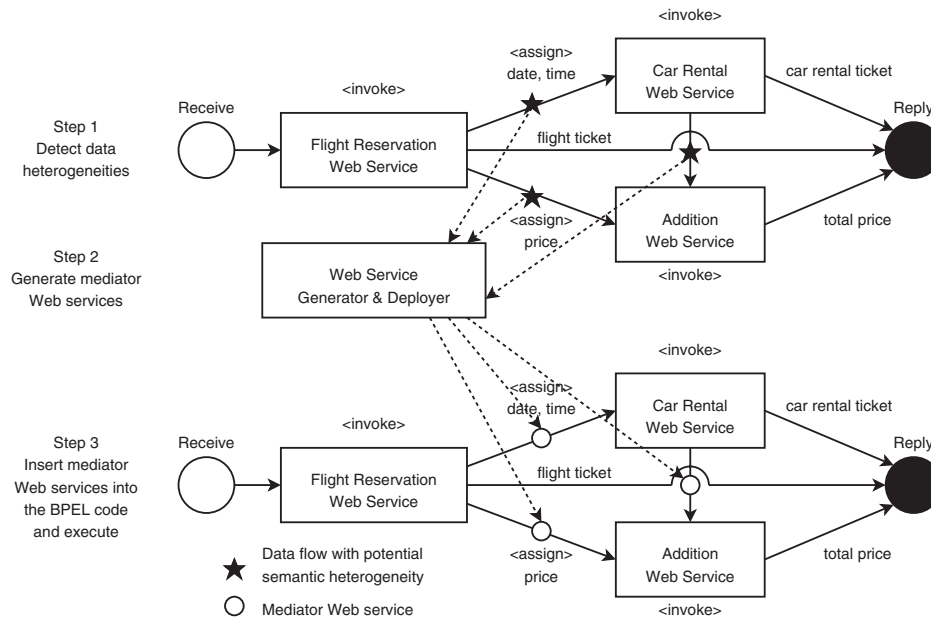 <invoke>
<assign>
date, time
Car Rental
Web Service
car rental ticket
<invoke>
Receive
Reply
Step 1
Detect data
heterogeneities
Flight Reservation
Web Service
flight ticket
<assign>
price
Addition
Web Service
total price
<invoke>
Step 2
Generate mediator
Web services
Web Service
Generator & Deployer
<invoke>
<assign>
date, time
Car Rental
Web Service
car rental ticket
<invoke>
Receive
Reply
Step 3
Insert mediator
Web services into
the BPEL code
and execute
Flight Reservation
Web Service
flight ticket
<assign>
price
Addition
Web Service
total price
<invoke>
Data flow with potential
semantic heterogeneity
Mediator Web service